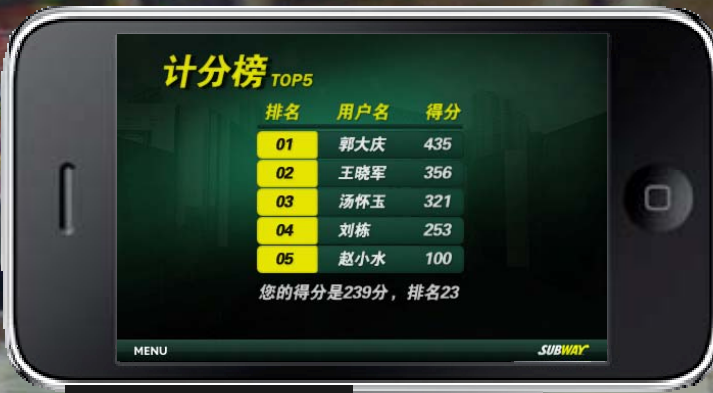 计分榜 TOP5
排名 用户名 得分
01 郭大庆 435
02 王晓军 356
03 汤怀玉 321
04 刘栋 253
05 赵小水 100
您的得分是239分，排名23
MENU SUBWAY